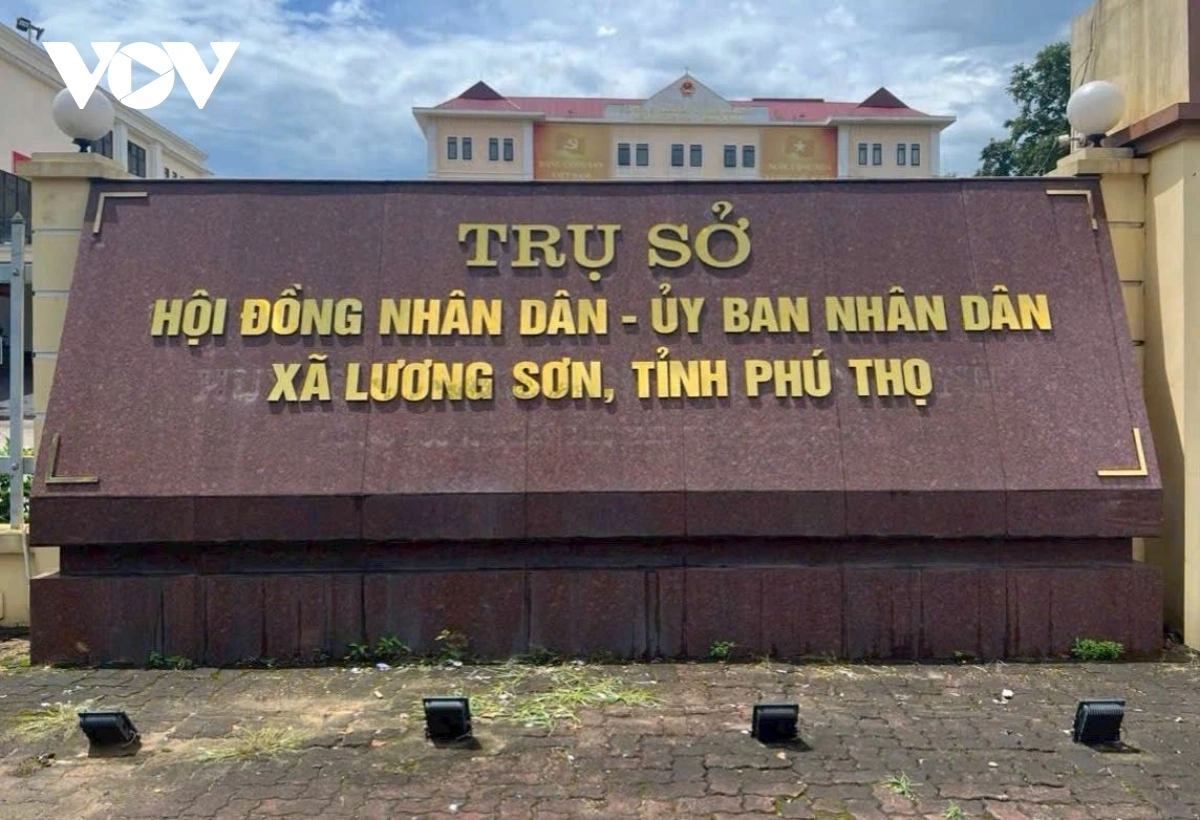 VOV
TRỤ SỞ
HỘI ĐỒNG NHÂN DÂN - ỦY BAN NHÂN DÂN
XÃ LƯƠNG SƠN, TỈNH PHÚ THỌ